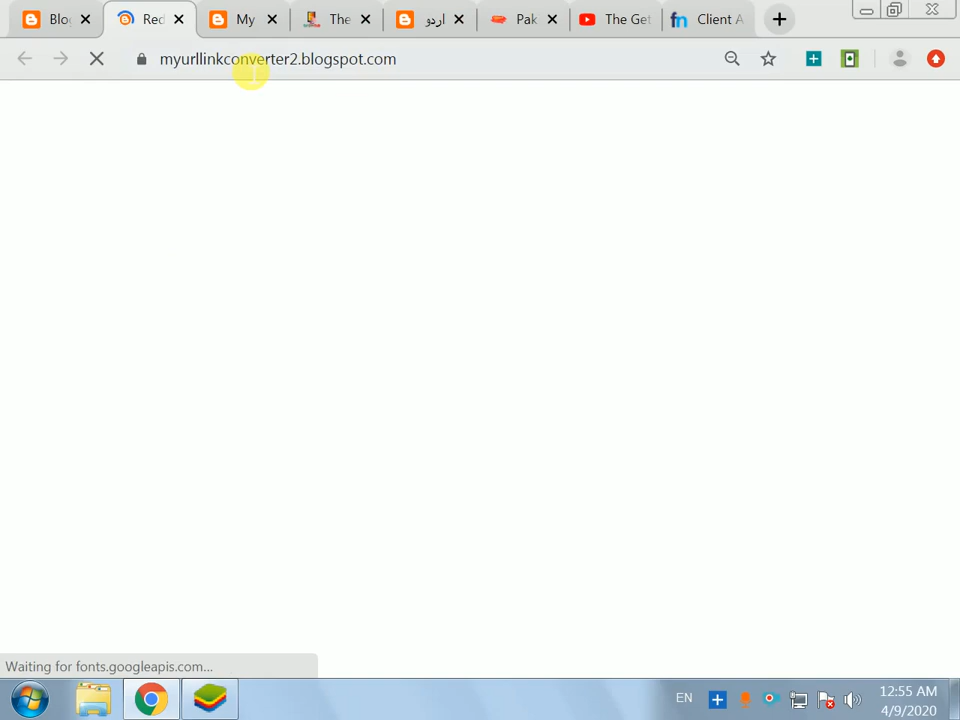 Blo
Red
My
The
اردو
Pak
The Get
Client A
myurllinkconverter2.blogspot.com
Waiting for fonts.googleapis.com...
EN
12:55 AM
4/9/2020